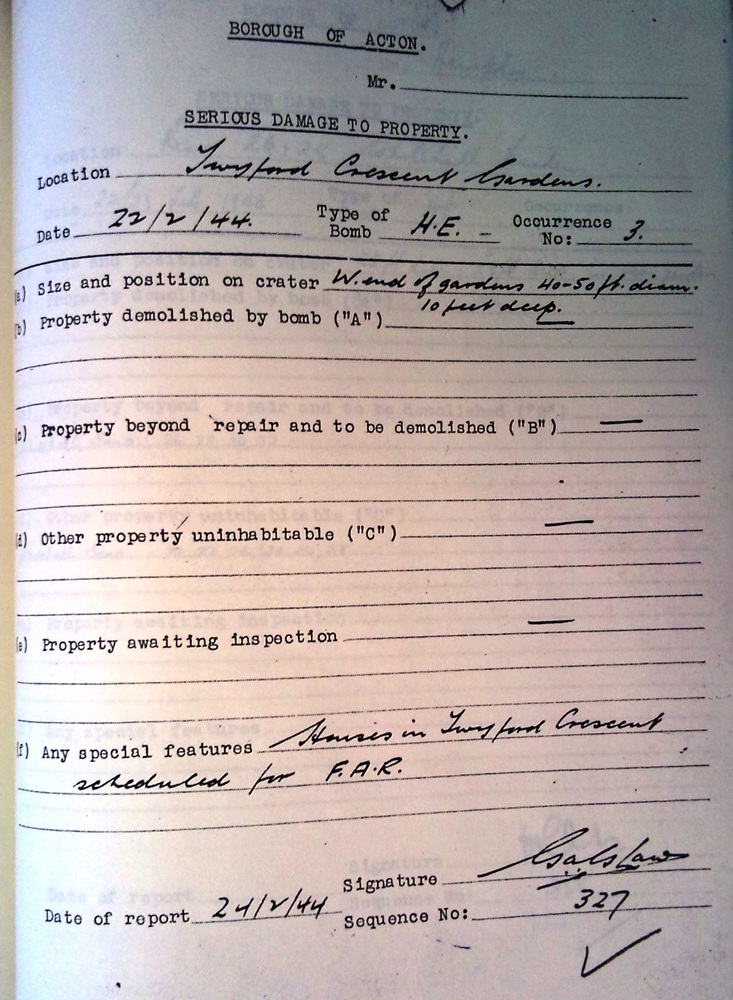 BOROUGH OF ACTON.
Mr.
SERIOUS DAMAGE TO PROPERTY.
Location Twyford Crescent Gardens.
Date 22/2/44. Type of Bomb H.E. - Occurrence No: 3.
(a) Size and position on crater W. end of gardens 40-50 ft. diam.
10 feet deep.
(b) Property demolished by bomb ("A") —
(c) Property beyond repair and to be demolished ("B") —
(d) Other property uninhabitable ("C") —
(e) Property awaiting inspection —
(f) Any special features Houses in Twyford Crescent
scheduled for F.A.R.
Signature
Date of report 24/2/44 Sequence No: 327